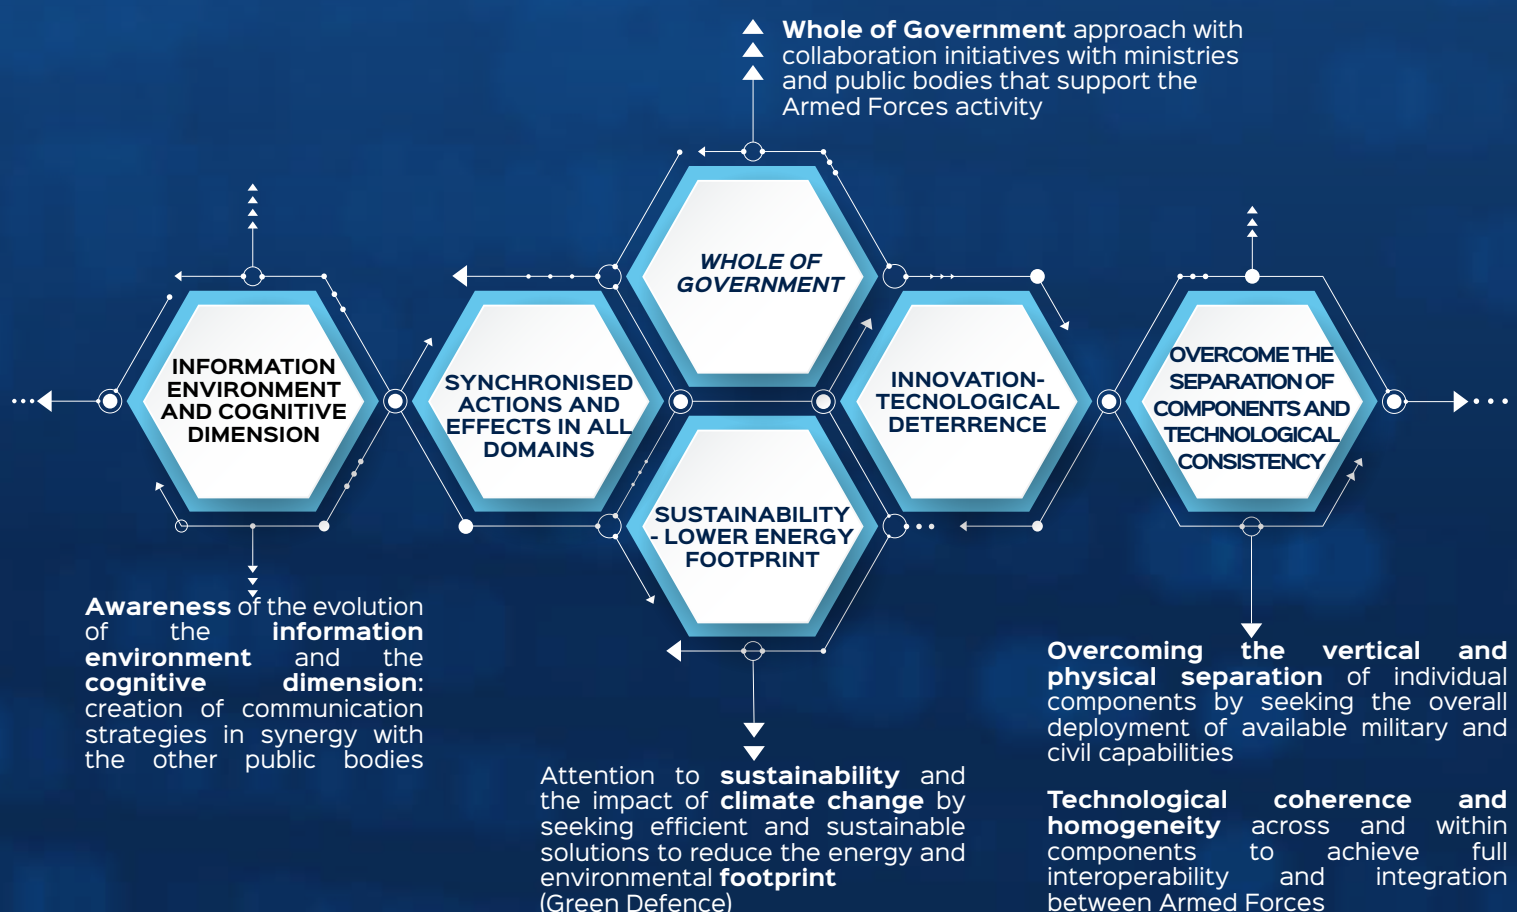 Whole of Government approach with
collaboration initiatives with ministries
and public bodies that support the
Armed Forces activity
WHOLE OF
GOVERNMENT
INFORMATION
ENVIRONMENT
AND COGNITIVE
DIMENSION
SYNCHRONISED
ACTIONS AND
EFFECTS IN ALL
DOMAINS
INNOVATION-
TECNOLOGICAL
DETERRENCE
OVERCOME THE
SEPARATION OF
COMPONENTS AND
TECHNOLOGICAL
CONSISTENCY
SUSTAINABILITY
- LOWER ENERGY
FOOTPRINT
Awareness of the evolution
of the information
environment and the
cognitive dimension:
creation of communication
strategies in synergy with
the other public bodies
Attention to sustainability and
the impact of climate change by
seeking efficient and sustainable
solutions to reduce the energy and
environmental footprint
(Green Defence)
Overcoming the vertical and
physical separation of individual
components by seeking the overall
deployment of available military and
civil capabilities
Technological coherence and
homogeneity across and within
components to achieve full
interoperability and integration
between Armed Forces